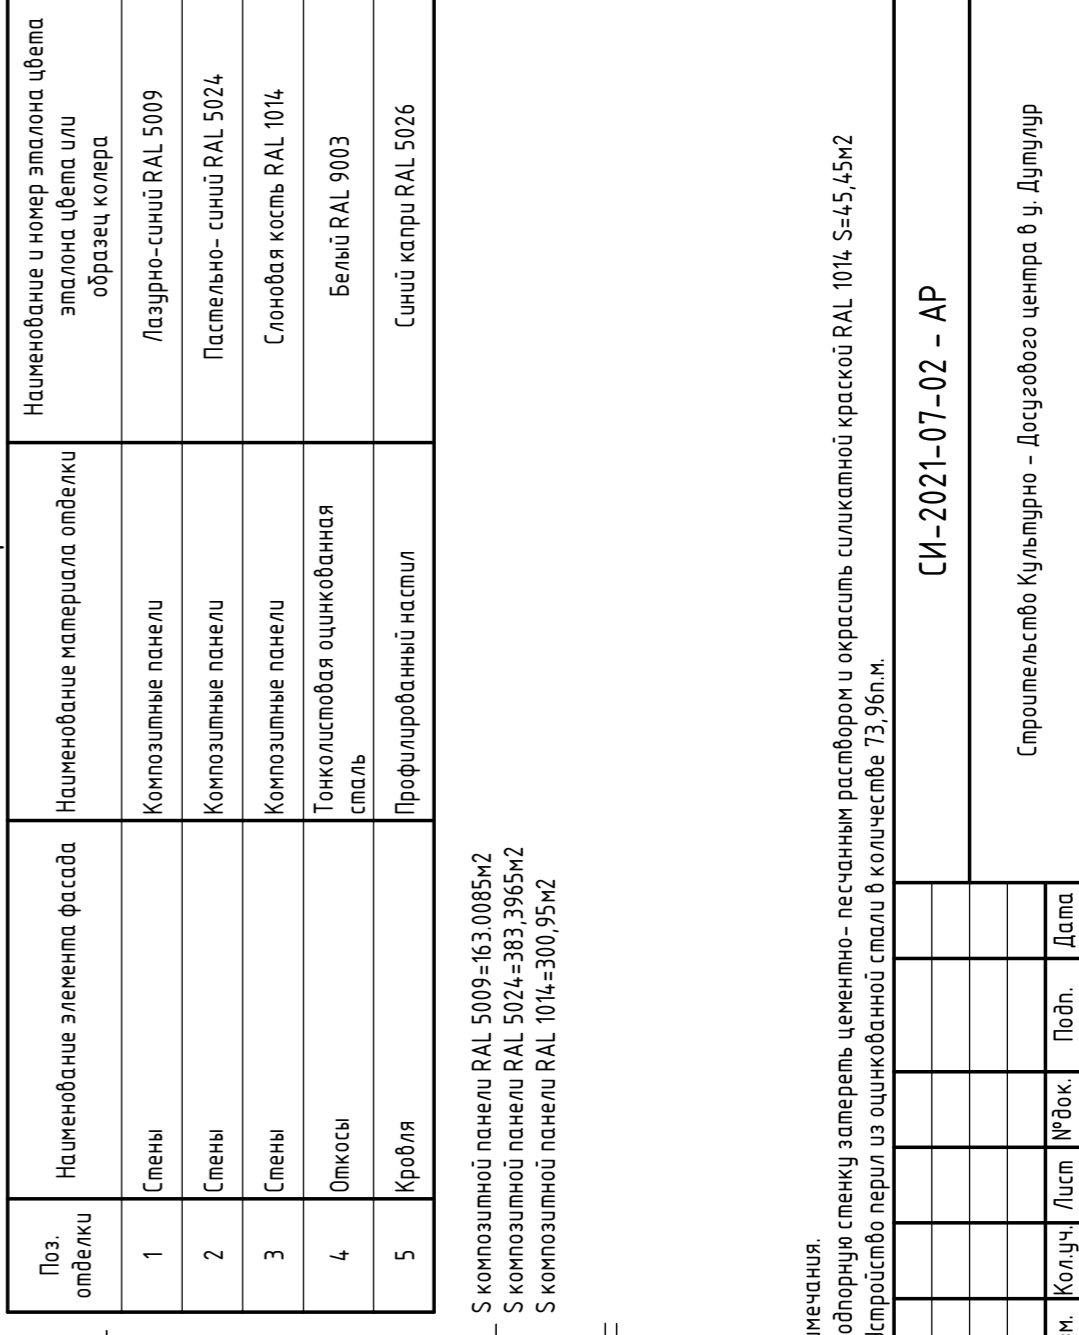 Поз.
отделки
Наименование элемента фасада
Наименование материала отделки
Наименование и номер эталона цвета
эталона цвета или
образец колера
1
Стены
Композитные панели
Лазурно-синий RAL 5009
2
Стены
Композитные панели
Пастельно- синий RAL 5024
3
Стены
Композитные панели
Слоновая кость RAL 1014
4
Откосы
Тонколистовая оцинкованная
сталь
Белый RAL 9003
5
Кровля
Профилированный настил
Синий капри RAL 5026
S композитной панели RAL 5009=163.0085м2
S композитной панели RAL 5024=383,3965м2
S композитной панели RAL 1014=300,95м2
имечания.
одпорную стенку затереть цементно- песчанным раствором и окрасить силикатной краской RAL 1014 S=45,45м2
Устройство перил из оцинкованной стали в количестве 73,96п.м.
СИ-2021-07-02 - АР
Строительство Культурно - Досугового центра в у. Дутулур
Кол.уч.
Лист
№док.
Подп.
Дата